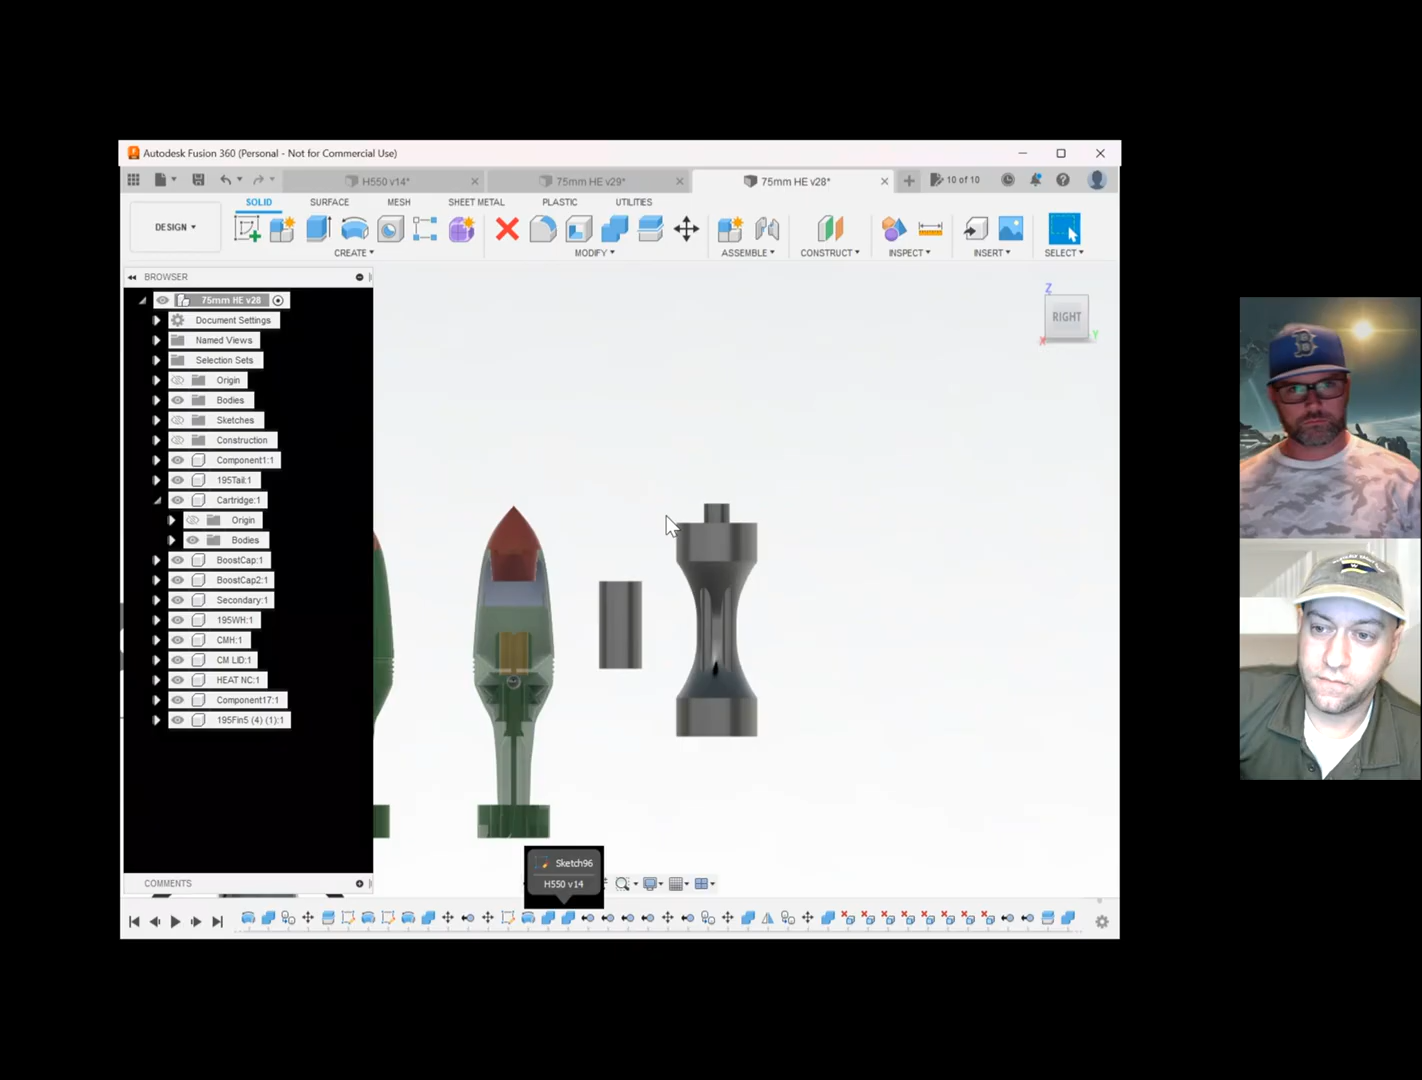 Autodesk Fusion 360 (Personal - Not for Commercial Use)
H550 v14*
75mm HE v29*
75mm HE v28*
10 of 10
SOLID
SURFACE
MESH
SHEET METAL
PLASTIC
UTILITIES
DESIGN
CREATE
MODIFY
ASSEMBLE
CONSTRUCT
INSPECT
INSERT
SELECT
BROWSER
75mm HE v28
Document Settings
Named Views
Selection Sets
Origin
Bodies
Sketches
Construction
Component1:1
195Tail:1
Cartridge:1
Origin
Bodies
BoostCap:1
BoostCap2:1
Secondary:1
195WH:1
CMH:1
CM LID:1
HEAT NC:1
Component17:1
195Fin5 (4) (1):1
Z
RIGHT
X
Y
B
W
Sketch96
H550 v14
COMMENTS